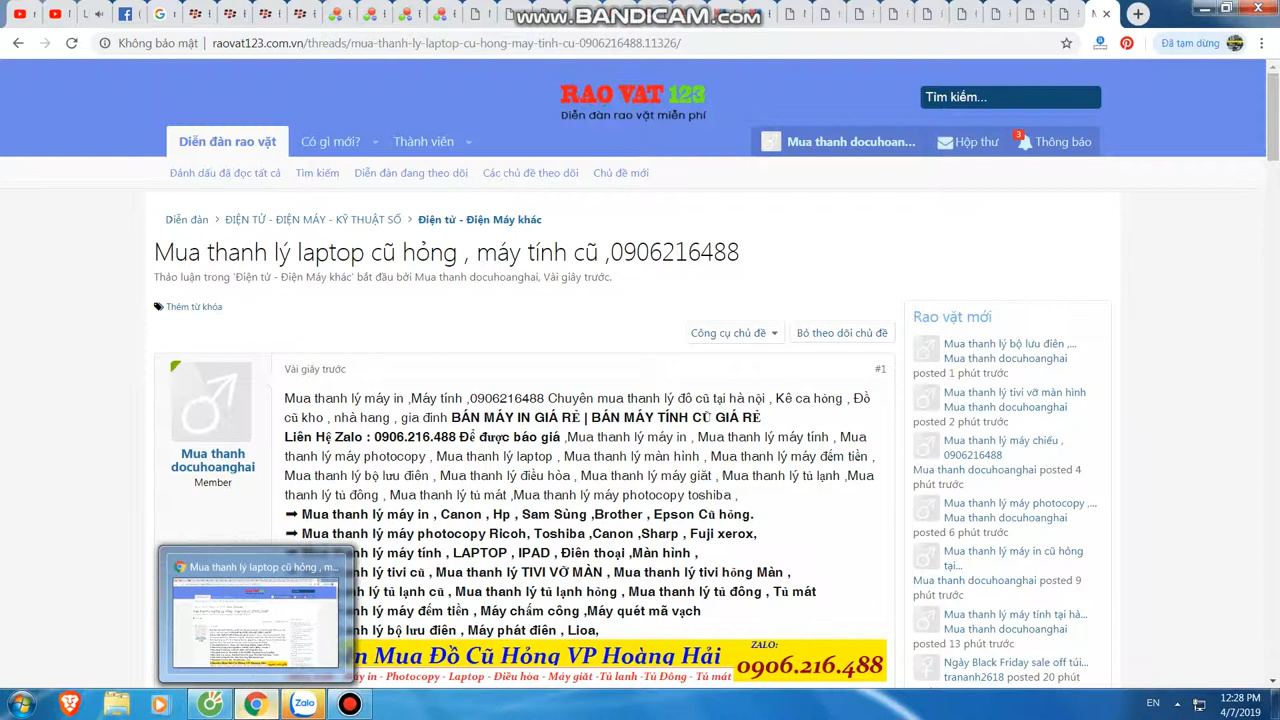 www.BANDICAM.com
M
Không bảo mật | raovat123.com.vn/threads/mua-thanh-ly-laptop-cu-hong-may-tinh-cu-0906216488.11326/
Đã tạm dừng
RAO VAT 123
Diễn đàn rao vặt miễn phí
Tìm kiếm...
Diễn đàn rao vặt
Có gì mới?
Thành viên
Mua thanh docuhoan...
Hộp thư
3
Thông báo
Đánh dấu đã đọc tất cả
Tìm kiếm
Diễn đàn đang theo dõi
Các chủ đề theo dõi
Chủ đề mới
Diễn đàn
ĐIỆN TỬ - ĐIỆN MÁY - KỸ THUẬT SỐ
Điện tử - Điện Máy khác
Mua thanh lý laptop cũ hỏng , máy tính cũ ,0906216488
Thảo luận trong 'Điện tử - Điện Máy khác' bắt đầu bởi Mua thanh docuhoanghai, Vài giây trước.
Thêm từ khóa
Công cụ chủ đề
Bỏ theo dõi chủ đề
Vài giây trước
#1
Mua thanh
docuhoanghai
Member
Mua thanh lý máy in ,Máy tính ,0906216488 Chuyên mua thanh lý đồ cũ tại hà nội , Kể cả hỏng , Đồ
cũ kho , nhà hàng , gia đình BÁN MÁY IN GIÁ RẺ | BÁN MÁY TÍNH CŨ GIÁ RẺ
Liên Hệ Zalo : 0906.216.488 Để được báo giá ,Mua thanh lý máy in , Mua thanh lý máy tính , Mua
thanh lý máy photocopy , Mua thanh lý laptop , Mua thanh lý màn hình , Mua thanh lý máy đếm tiền ,
Mua thanh lý bộ lưu điện , Mua thanh lý điều hòa , Mua thanh lý máy giặt , Mua thanh lý tủ lạnh ,Mua
thanh lý tủ đông , Mua thanh lý tủ mát ,Mua thanh lý máy photocopy toshiba ,
➡ Mua thanh lý máy in , Canon , Hp , Sam Sung ,Brother , Epson Cũ hỏng.
➡ Mua thanh lý máy photocopy Ricoh, Toshiba ,Canon ,Sharp , Fuji xerox,
h lý máy tính , LAPTOP , IPAD , Điện thoại ,Màn hình ,
h lý tivi cũ , Mua thanh lý TIVI VỠ MÀN , Mua thanh lý tivi hỏng Màn ,
h lý tủ lạnh cũ , Mua thanh lý tủ lạnh hỏng , Mua thanh lý tủ đông , Tủ mát
h lý máy đếm tiền , Máy chấm công ,Máy quét mã vạch
h lý bộ lưu điện , Máy phát điện , Lioa,
n Mua Đồ Cũ Hỏng VP Hoàng Hải
Photocopy - Laptop - Điều hòa - Máy giặt -Tủ lanh -Tủ Đông - Tủ mát
ZALO:
0906.216.488
Rao vặt mới
Mua thanh lý bộ lưu điện ,...
Mua thanh docuhoanghai
posted 1 phút trước
Mua thanh lý tivi vỡ màn hình
Mua thanh docuhoanghai
posted 2 phút trước
Mua thanh lý máy chiếu ,
0906216488
Mua thanh docuhoanghai posted 4
phút trước
Mua thanh lý máy photocopy ,...
Mua thanh docuhoanghai
posted 6 phút trước
Mua thanh lý máy in cũ hỏng
tại...
Mua thanh docuhoanghai posted 9
phút trước
Mua thanh lý máy tính tại hà...
Mua thanh docuhoanghai
posted 13 phút trước
Ngày Black Friday sale off túi...
trananh2618 posted 20 phút
Mua thanh lý laptop cũ hỏng , m...
Zalo
EN
12:28 PM
4/7/2019